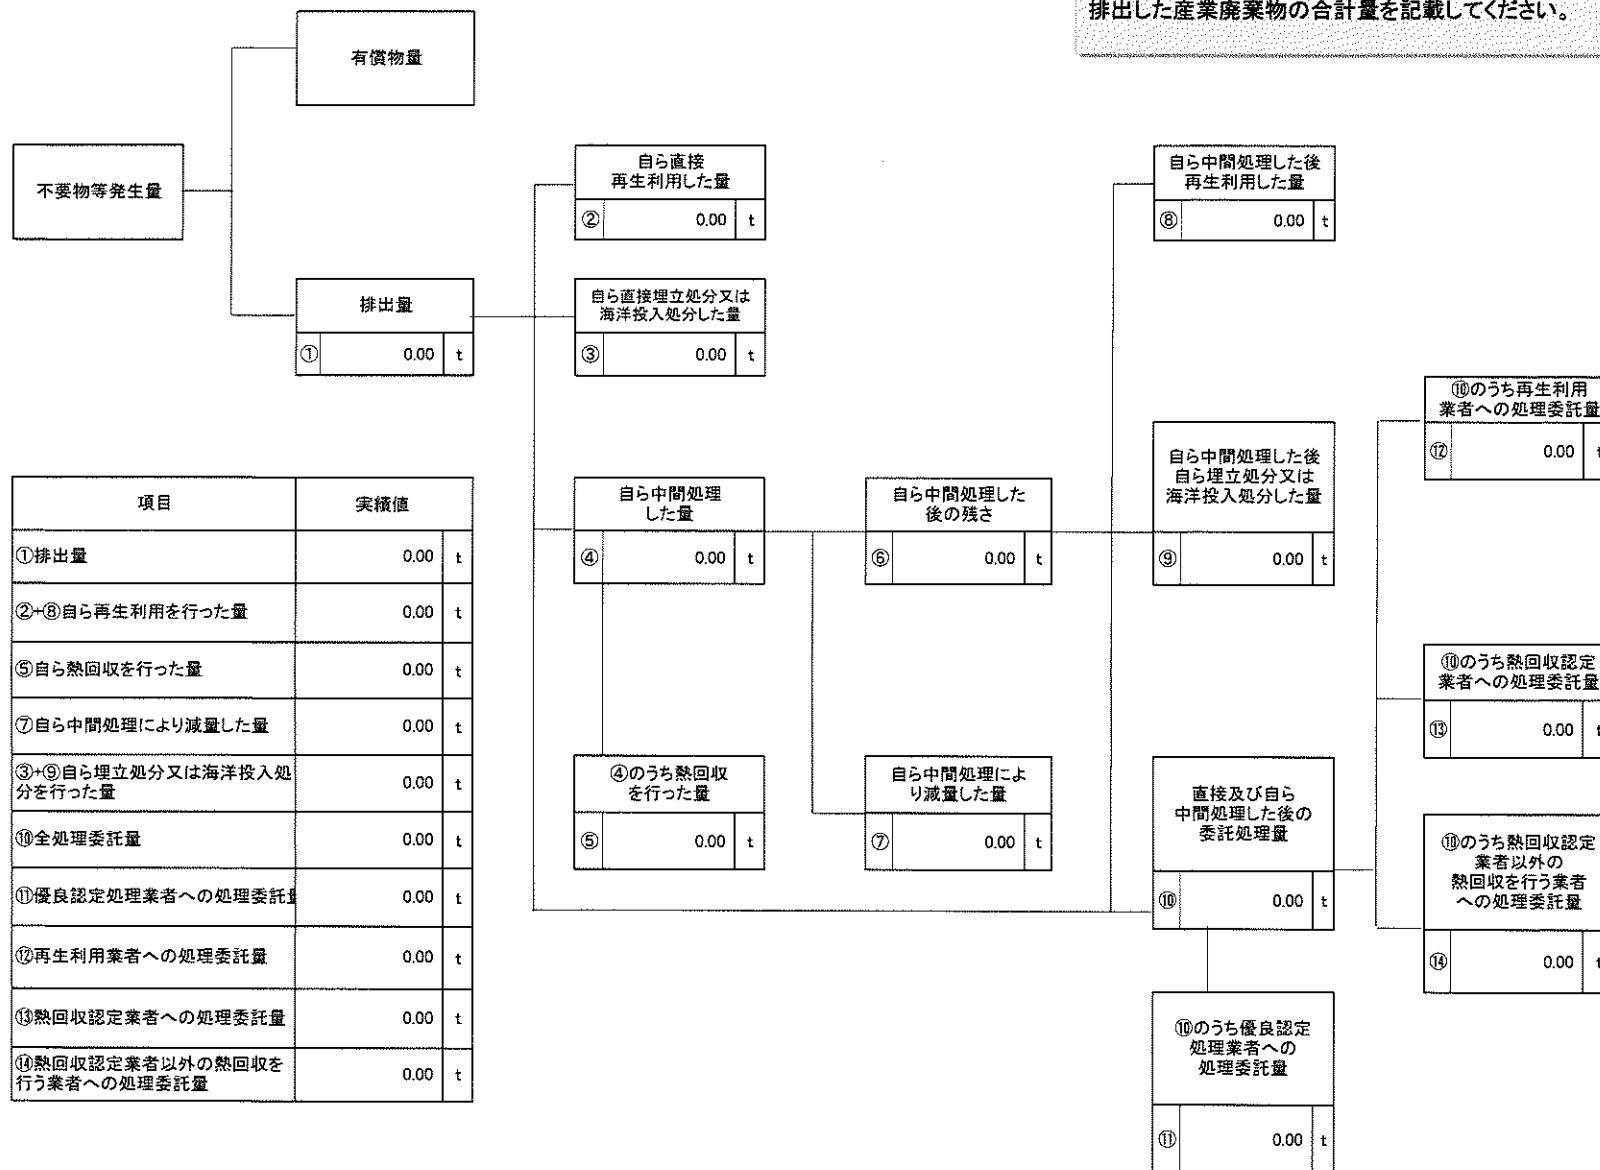 排出した産業廃棄物の合計量を記載してください。
有償物量
不要物等発生量
排出量
① 0.00 t
自ら直接
再生利用した量
② 0.00 t
自ら直接埋立処分又は
海洋投入処分した量
③ 0.00 t
自ら中間処理
した量
④ 0.00 t
④のうち熱回収
を行った量
⑤ 0.00 t
自ら中間処理した
後の残さ
⑥ 0.00 t
自ら中間処理によ
り減量した量
⑦ 0.00 t
自ら中間処理した後
再生利用した量
⑧ 0.00 t
自ら中間処理した後
自ら埋立処分又は
海洋投入処分した量
⑨ 0.00 t
直接及び自ら
中間処理した後の
委託処理量
⑩ 0.00 t
⑩のうち優良認定
処理業者への
処理委託量
⑪ 0.00 t
⑩のうち再生利用
業者への処理委託量
⑫ 0.00 t
⑩のうち熱回収認定
業者への処理委託量
⑬ 0.00 t
⑩のうち熱回収認定
業者以外の
熱回収を行う業者
への処理委託量
⑭ 0.00 t
項目 実績値
①排出量 0.00 t
②+⑧自ら再生利用を行った量 0.00 t
⑤自ら熱回収を行った量 0.00 t
⑦自ら中間処理により減量した量 0.00 t
③+⑨自ら埋立処分又は海洋投入処
分を行った量 0.00 t
⑩全処理委託量 0.00 t
⑪優良認定処理業者への処理委託量 0.00 t
⑫再生利用業者への処理委託量 0.00 t
⑬熱回収認定業者への処理委託量 0.00 t
⑭熱回収認定業者以外の熱回収を
行う業者への処理委託量 0.00 t